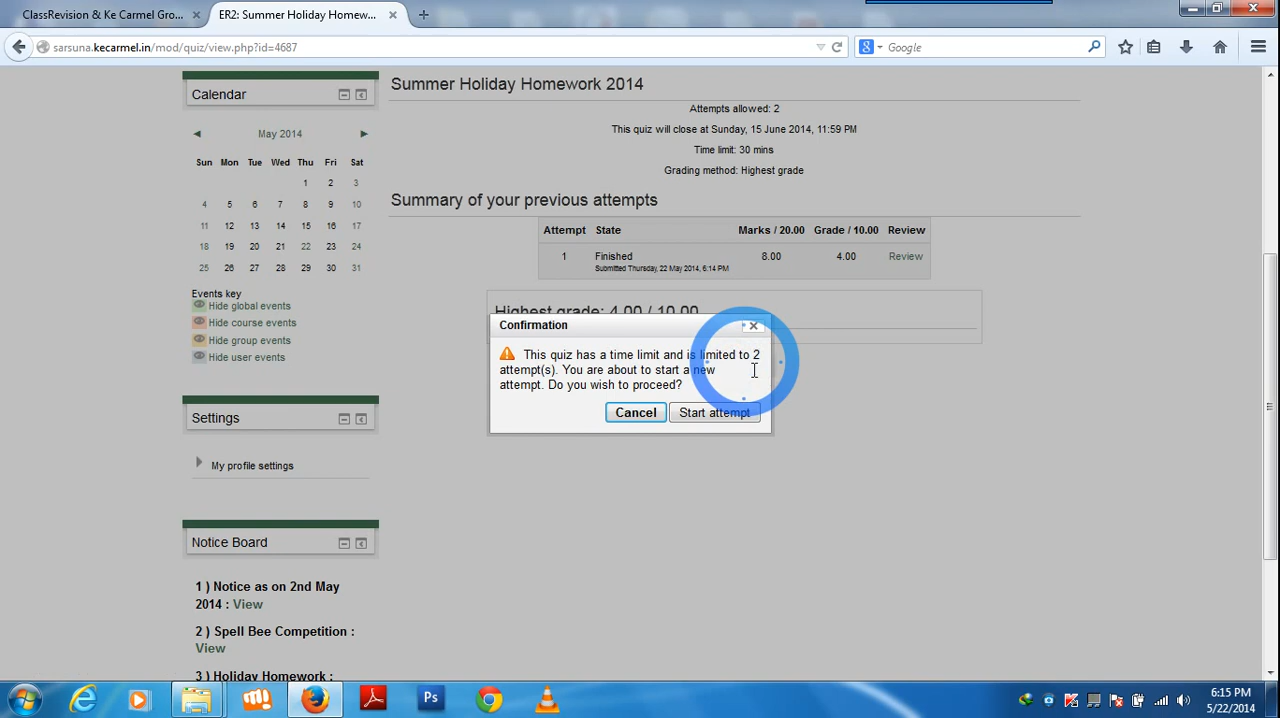 ClassRevision & Ke Carmel Gro...
ER2: Summer Holiday Homew...
sarsuna.kecarmel.in/mod/quiz/view.php?id=4687
Google
Calendar
May 2014
Sun Mon Tue Wed Thu Fri Sat
1 2 3
4 5 6 7 8 9 10
11 12 13 14 15 16 17
18 19 20 21 22 23 24
25 26 27 28 29 30 31
Events key
Hide global events
Hide course events
Hide group events
Hide user events
Settings
My profile settings
Notice Board
1 ) Notice as on 2nd May
2014 : View
2 ) Spell Bee Competition :
View
3 ) Holiday Homework :
Summer Holiday Homework 2014
Attempts allowed: 2
This quiz will close at Sunday, 15 June 2014, 11:59 PM
Time limit: 30 mins
Grading method: Highest grade
Summary of your previous attempts
Attempt State Marks / 20.00 Grade / 10.00 Review
1 Finished 8.00 4.00 Review
Submitted Thursday, 22 May 2014, 6:14 PM
Highest grade: 4.00 / 10.00
Confirmation
This quiz has a time limit and is limited to 2
attempt(s). You are about to start a new
attempt. Do you wish to proceed?
Cancel Start attempt
Ps
6:15 PM
5/22/2014